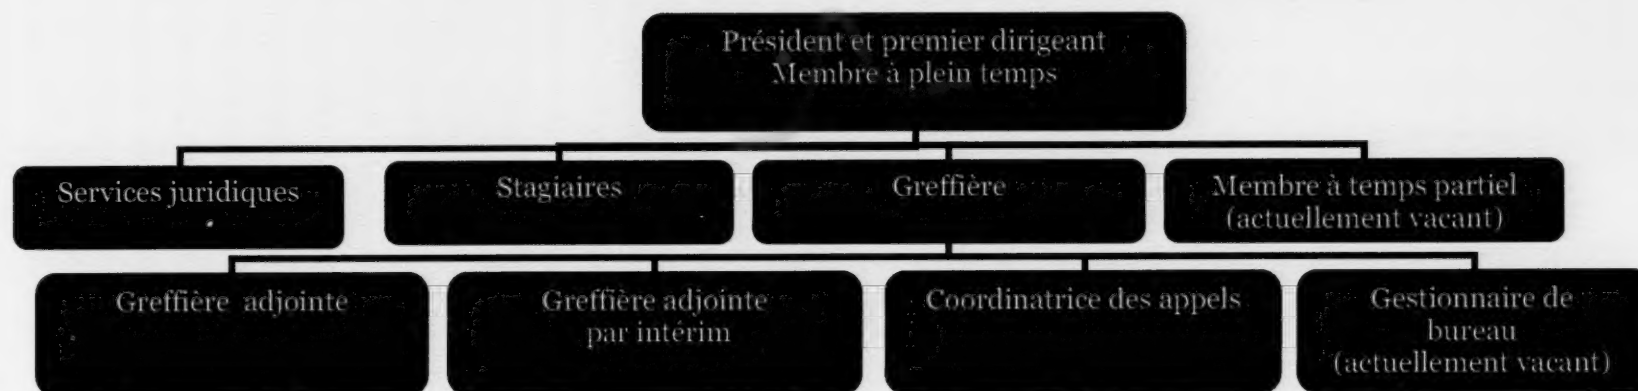 Président et premier dirigeant
Membre à plein temps
Services juridiques
Stagiaires
Greffière
Membre à temps partiel
(actuellement vacant)
Greffière adjointe
Greffière adjointe
par intérim
Coordinatrice des appels
Gestionnaire de
bureau
(actuellement vacant)